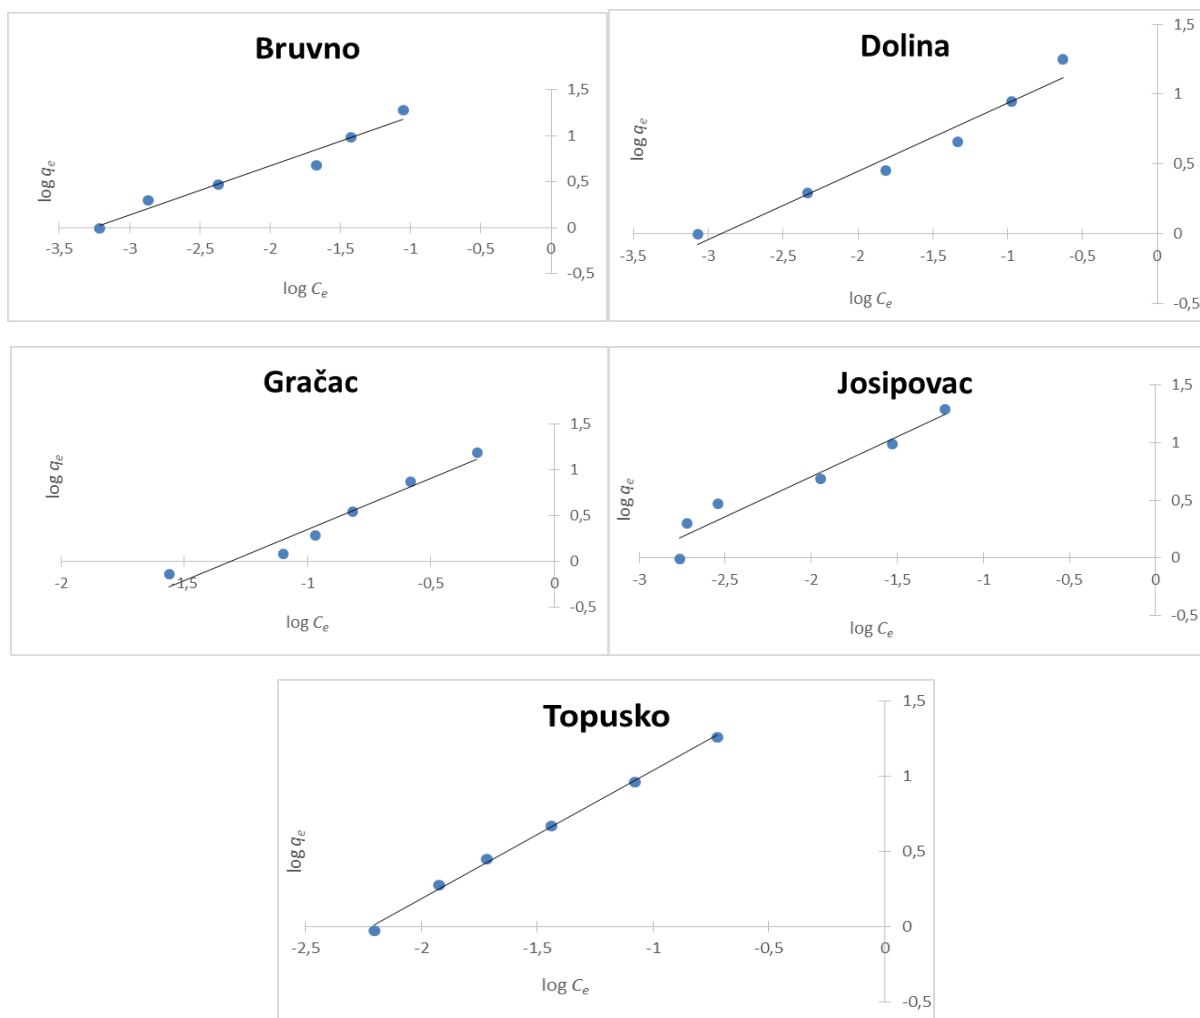 Bruvno
1,5
1
0,5
0
-0,5
log qe
-3,5 -3 -2,5 -2 -1,5 -1 -0,5 0
log Ce
Dolina
1,5
1
0,5
0
-0,5
log qe
-3,5 -3 -2,5 -2 -1,5 -1 -0,5 0
log Ce
Gračac
1,5
1
0,5
0
-0,5
log qe
-2 -1,5 -1 -0,5 0
log Ce
Josipovac
1,5
1
0,5
0
-0,5
log qe
-3 -2,5 -2 -1,5 -1 -0,5 0
log Ce
Topusko
1,5
1
0,5
0
-0,5
log qe
-2,5 -2 -1,5 -1 -0,5 0
log Ce